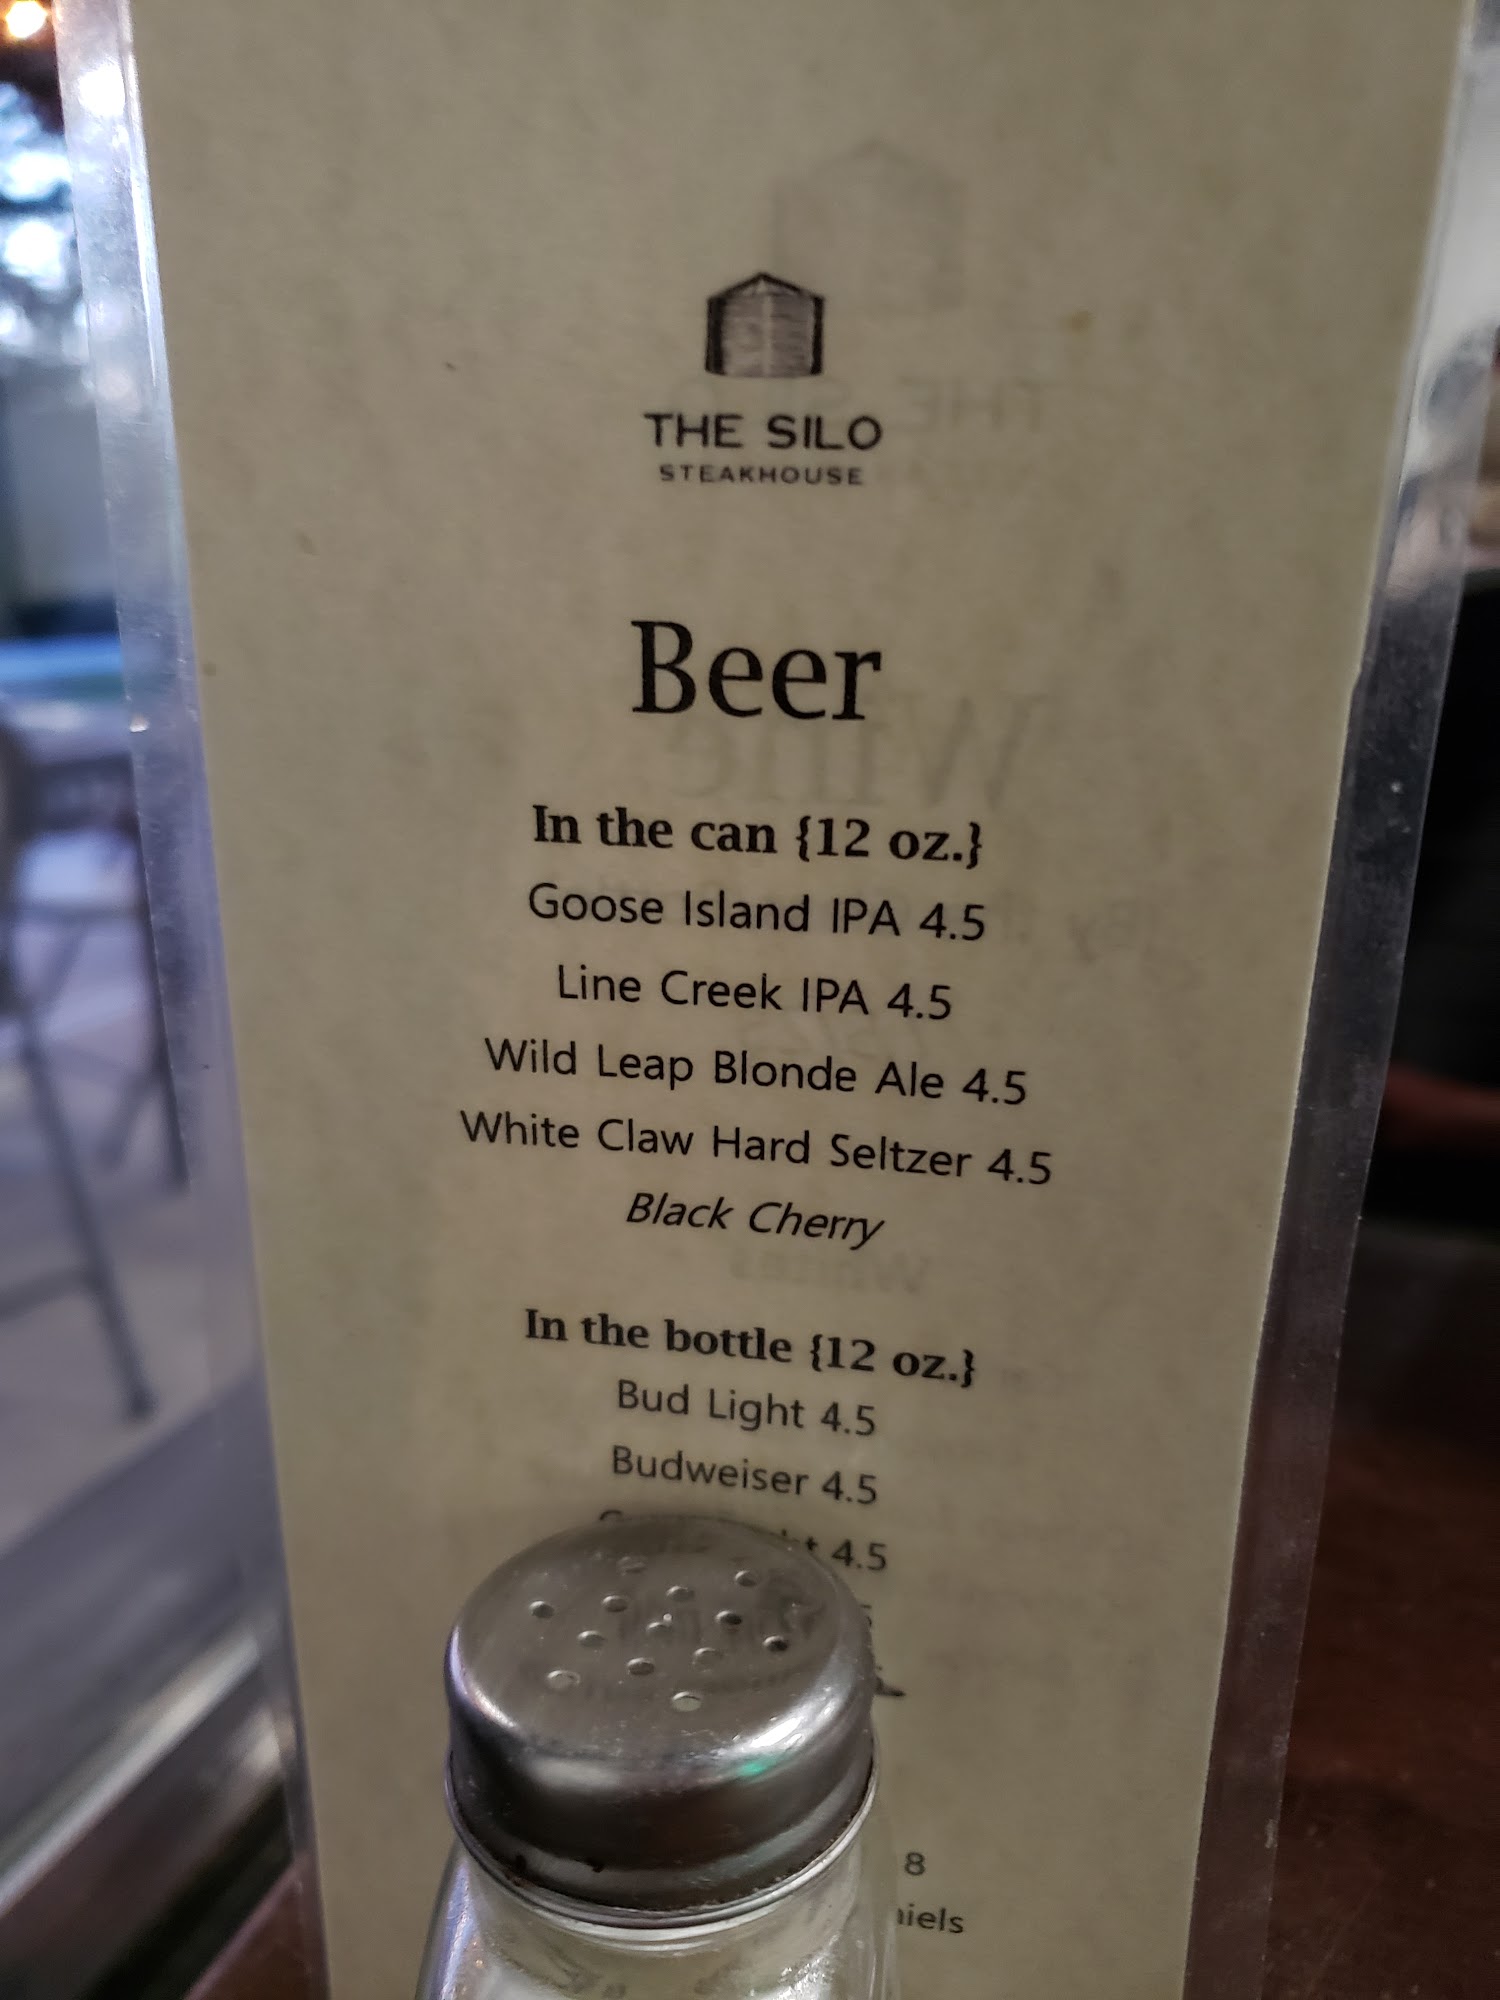 THE SILO
STEAKHOUSE
Beer
In the can {12 oz.}
Goose Island IPA 4.5
Line Creek IPA 4.5
Wild Leap Blonde Ale 4.5
White Claw Hard Seltzer 4.5
Black Cherry
In the bottle {12 oz.}
Bud Light 4.5
Budweiser 4.5
4.5
8